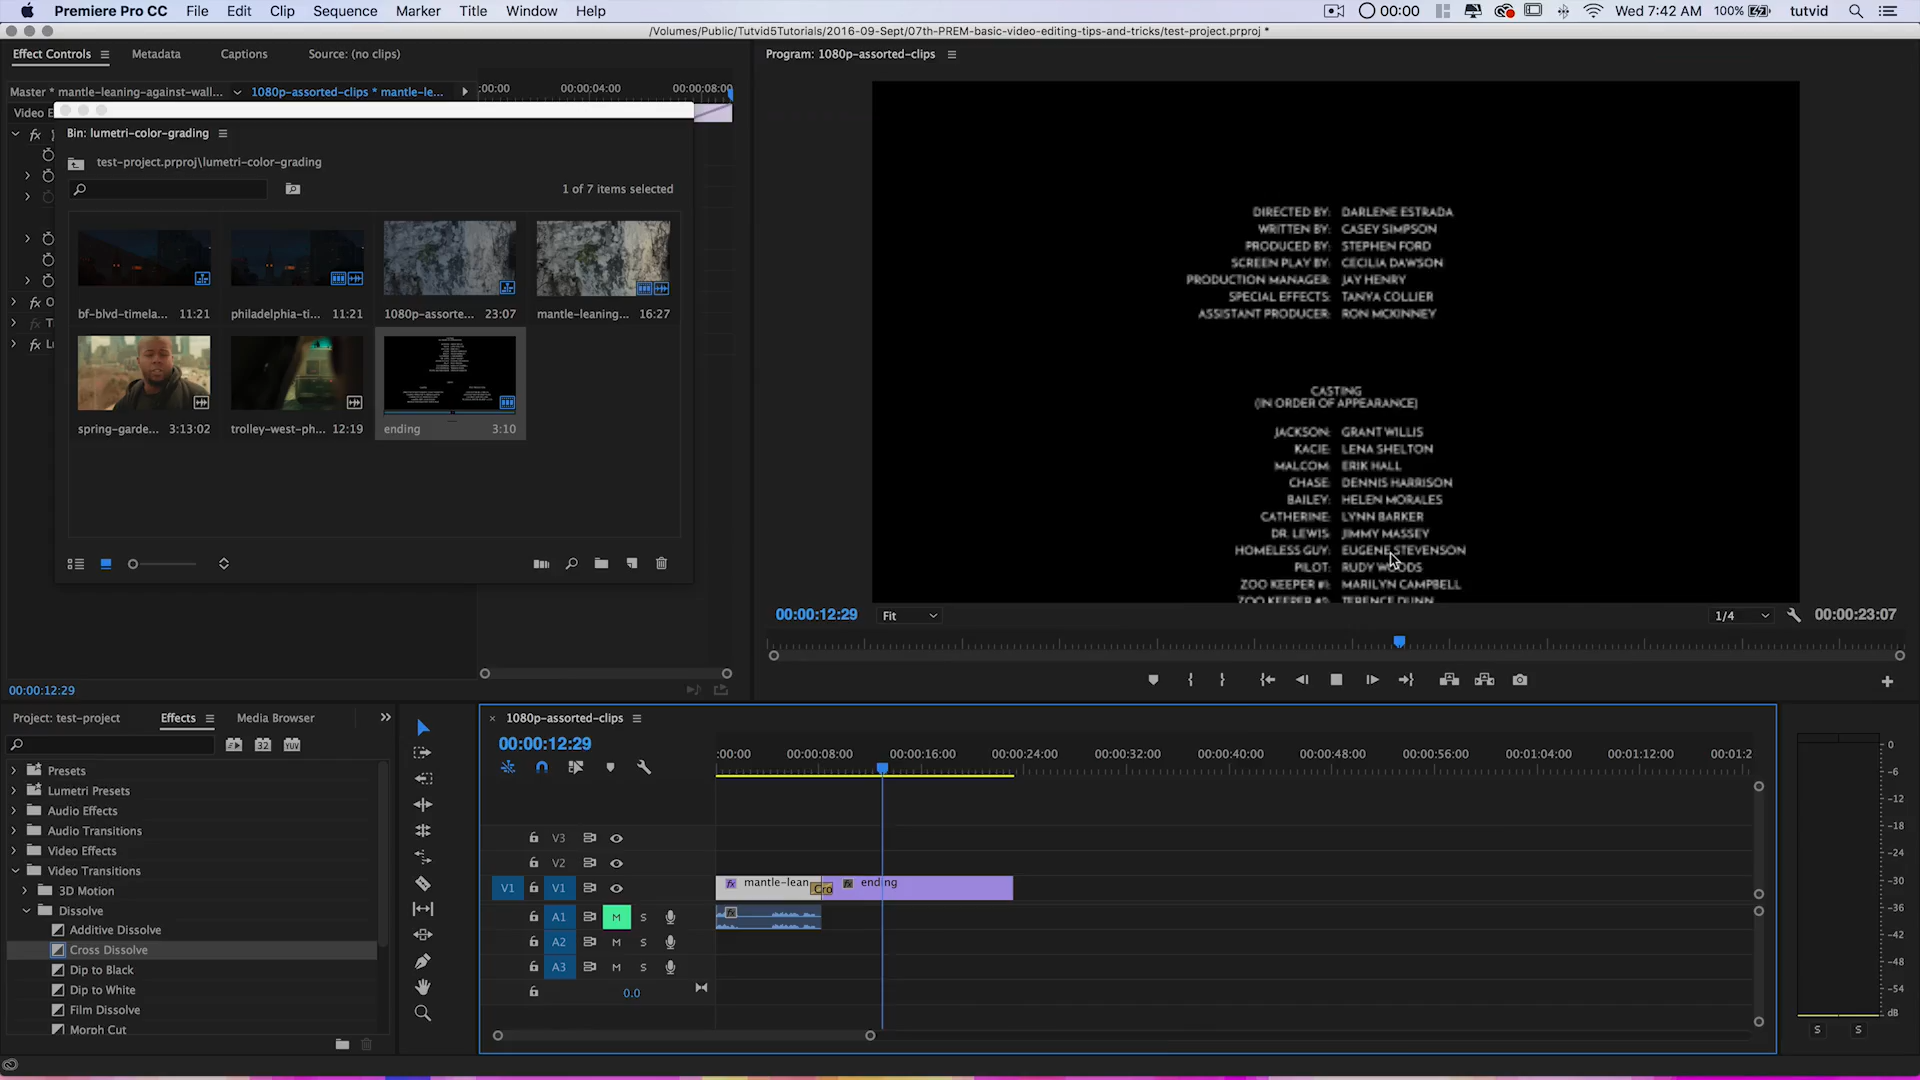 Premiere Pro CC File Edit Clip Sequence Marker Title Window Help 00:00 Wed 7:42 AM 100% tutvid
/Volumes/Public/Tutvid5Tutorials/2016-09-Sept/07th-PREM-basic-video-editing-tips-and-tricks/test-project.prproj *
Effect Controls Metadata Captions Source: (no clips)
Program: 1080p-assorted-clips
Master * mantle-leaning-against-wall... 1080p-assorted-clips * mantle-le... :00:00 00:00:04:00 00:00:08:00
Video E
Bin: lumetri-color-grading
test-project.prproj\lumetri-color-grading
1 of 7 items selected
bf-blvd-timela... 11:21
philadelphia-ti... 11:21
1080p-assorte... 23:07
mantle-leaning... 16:27
spring-garde... 3:13:02
trolley-west-ph... 12:19
ending 3:10
DIRECTED BY: DARLENE ESTRADA
WRITTEN BY: CASEY SIMPSON
PRODUCED BY: STEPHEN FORD
SCREEN PLAY BY: CECILIA DAWSON
PRODUCTION MANAGER: JAY HENRY
SPECIAL EFFECTS: TANYA COLLIER
ASSISTANT PRODUCER: RON MCKINNEY
CASTING
(IN ORDER OF APPEARANCE)
JACKSON: GRANT WILLIS
KACIE: LENA SHELTON
MALCOM: ERIK HALL
CHASE: DENNIS HARRISON
BAILEY: HELEN MORALES
CATHERINE: LYNN BARKER
DR. LEWIS: JIMMY MASSEY
HOMELESS GUY: EUGENE STEVENSON
PILOT: RUDY WOODS
ZOO KEEPER #1: MARILYN CAMPBELL
ZOO KEEPER #2: TERENCE DUNN
00:00:12:29 Fit 1/4 00:00:23:07
00:00:12:29
Project: test-project Effects Media Browser
Presets
Lumetri Presets
Audio Effects
Audio Transitions
Video Effects
Video Transitions
3D Motion
Dissolve
Additive Dissolve
Cross Dissolve
Dip to Black
Dip to White
Film Dissolve
Morph Cut
1080p-assorted-clips
00:00:12:29
:00:00 00:00:08:00 00:00:16:00 00:00:24:00 00:00:32:00 00:00:40:00 00:00:48:00 00:00:56:00 00:01:04:00 00:01:12:00 00:01:2
V3
V2
V1 V1 fx mantle-lean Cro fx ending
A1 M S
A2 M S
A3 M S
0.0
0
-6
-12
-18
-24
-30
-36
-42
-48
-54
dB
S S